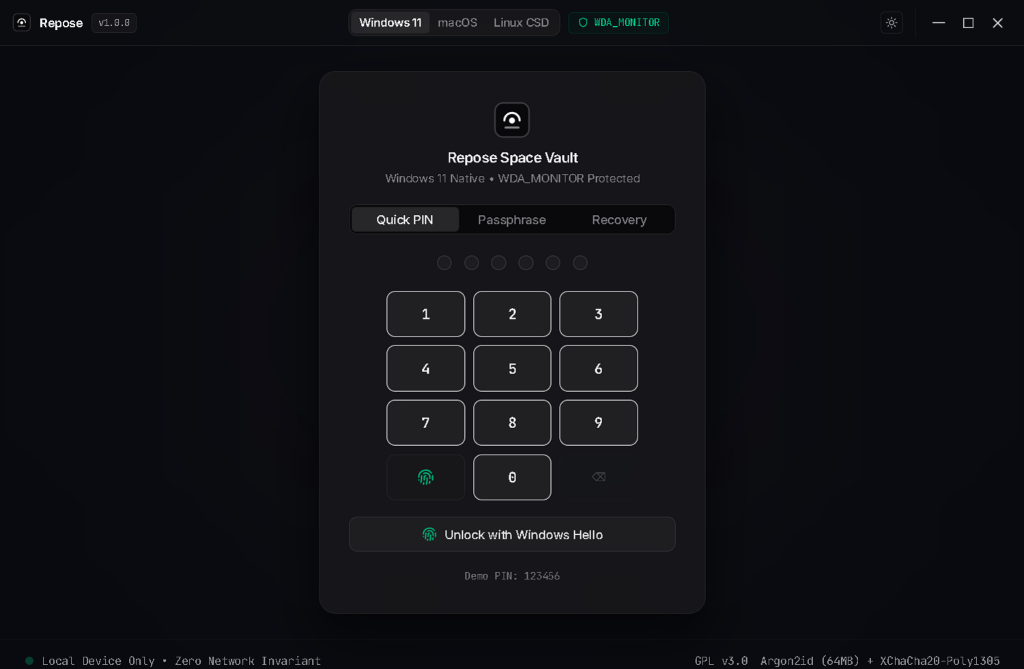 Repose v1.0.0 Windows 11 macOS Linux CSD WDA_MONITOR
Repose Space Vault
Windows 11 Native • WDA_MONITOR Protected
Quick PIN Passphrase Recovery
1 2 3
4 5 6
7 8 9
0 ⌫
Unlock with Windows Hello
Demo PIN: 123456
Local Device Only • Zero Network Invariant GPL v3.0 Argon2id (64MB) + XChaCha20-Poly1305